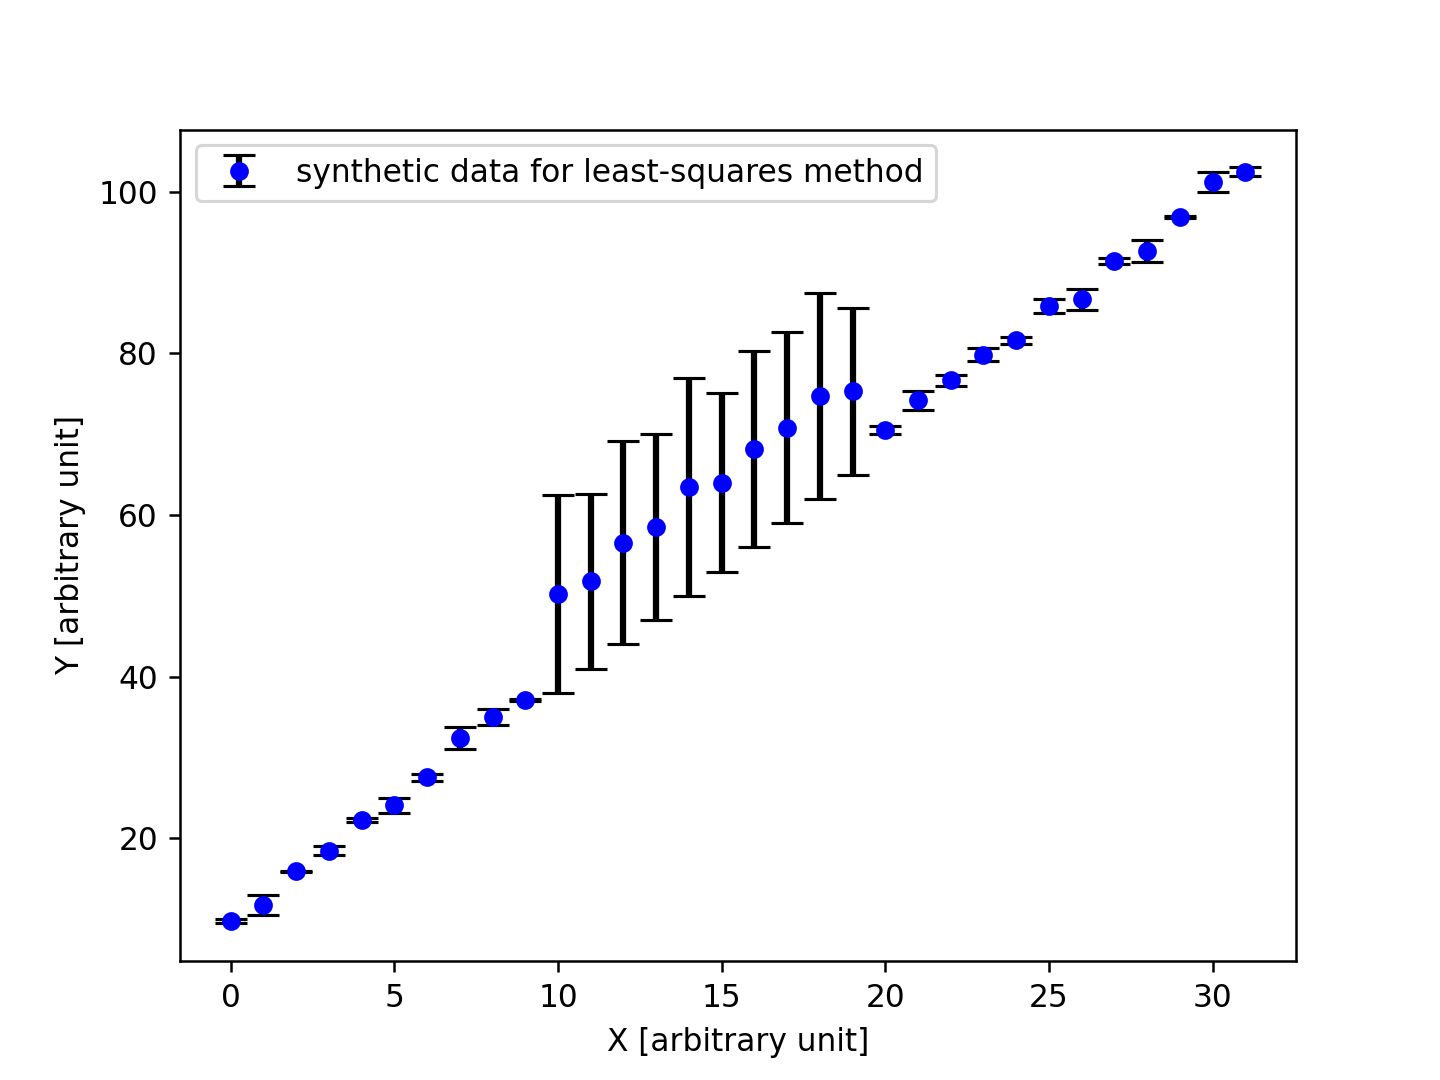 synthetic data for least-squares method
100
80
60
40
20
Y [arbitrary unit]
0 5 10 15 20 25 30
X [arbitrary unit]